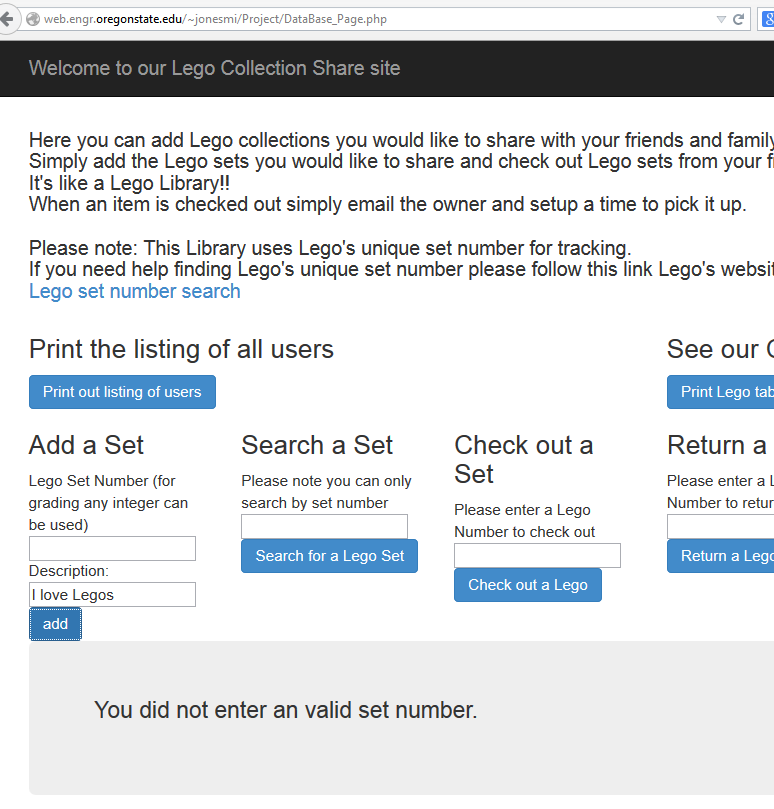 web.engr.oregonstate.edu/~jonesmi/Project/DataBase_Page.php
Welcome to our Lego Collection Share site
Here you can add Lego collections you would like to share with your friends and family
Simply add the Lego sets you would like to share and check out Lego sets from your
It's like a Lego Library!!
When an item is checked out simply email the owner and setup a time to pick it up.
Please note: This Library uses Lego's unique set number for tracking.
If you need help finding Lego's unique set number please follow this link Lego's
Lego set number search
Print the listing of all users
Print out listing of users
See our
Print Lego
Add a Set
Lego Set Number (for
grading any integer can
be used)
Description:
I love Legos
add
Search a Set
Please note you can only
search by set number
Search for a Lego Set
Check out a
Set
Please enter a Lego
Number to check out
Check out a Lego
Return a
Please enter a
Number to
Return a
You did not enter an valid set number.